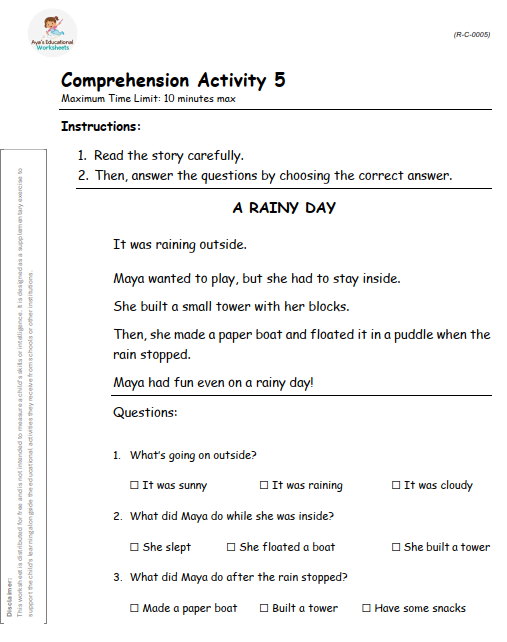 Aya's Educational
Worksheets
(R-C-0005)
Comprehension Activity 5
Maximum Time Limit: 10 minutes max
Instructions:
1. Read the story carefully.
2. Then, answer the questions by choosing the correct answer.
A RAINY DAY
It was raining outside.
Maya wanted to play, but she had to stay inside.
She built a small tower with her blocks.
Then, she made a paper boat and floated it in a puddle when the
rain stopped.
Maya had fun even on a rainy day!
Questions:
1. What's going on outside?
☐ It was sunny ☐ It was raining ☐ It was cloudy
2. What did Maya do while she was inside?
☐ She slept ☐ She floated a boat ☐ She built a tower
3. What did Maya do after the rain stopped?
☐ Made a paper boat ☐ Built a tower ☐ Have some snacks
Disclaimer:
This worksheet is distributed for free and is not intended to measure a child's skills or intelligence. It is designed as a supplementary exercise to
support the child's learning alongside the educational activities they receive from schools or other institutions.